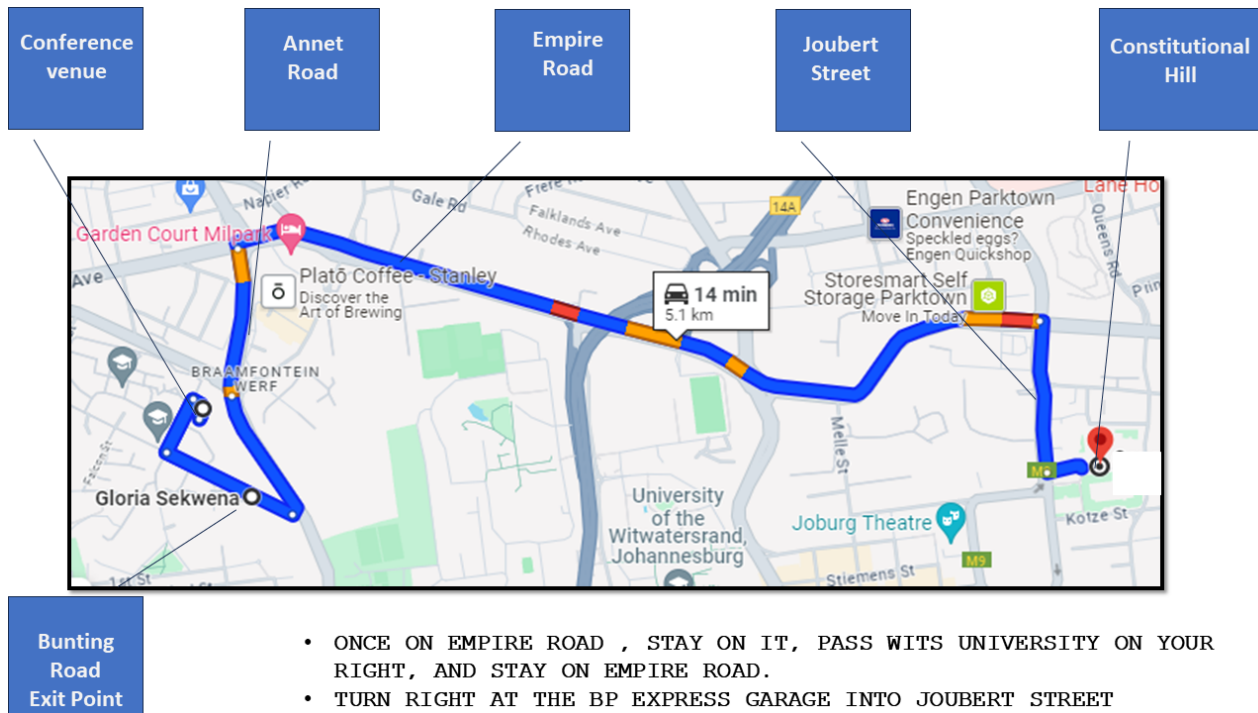 Conference
venue
Annet
Road
Empire
Road
Joubert
Street
Constitutional
Hill
Napier
Gale Rd
Falklands Ave
Rhodes Ave
14A
Engen Parktown
Convenience
Speckled eggs?
Engen Quickshop
Queens Rd
Garden Court Milpark
Ave
Platō Coffee - Stanley
Discover the
Art of Brewing
14 min
5.1 km
Storesmart Self
Storage Parktown
Move In Today
BRAAMFONTEIN
WERF
Falcon St
Melle St
Gloria Sekwena
University
of the
Witwatersrand,
Johannesburg
Joburg Theatre
Kotze St
M9
Stiemens St
1st St
Bunting
Road
Exit Point
• ONCE ON EMPIRE ROAD , STAY ON IT, PASS WITS UNIVERSITY ON YOUR
RIGHT, AND STAY ON EMPIRE ROAD.
• TURN RIGHT AT THE BP EXPRESS GARAGE INTO JOUBERT STREET